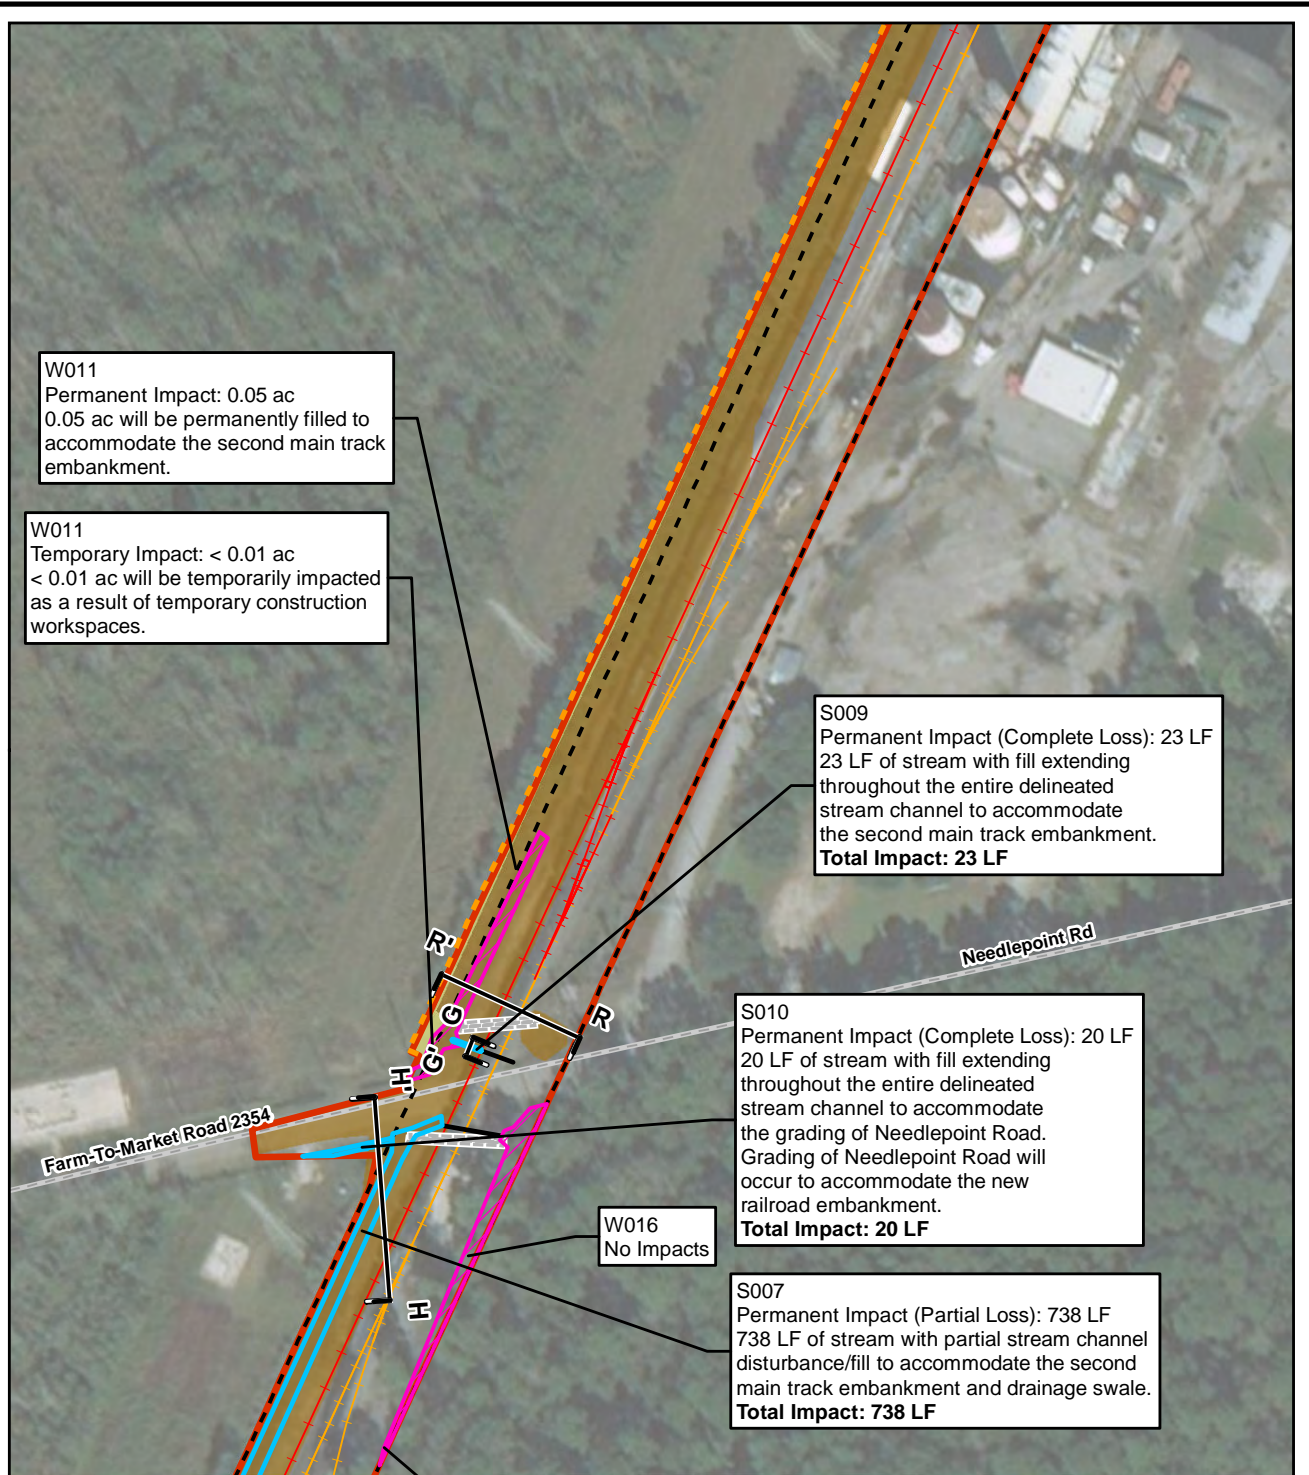 W011
Permanent Impact: 0.05 ac
0.05 ac will be permanently filled to
accommodate the second main track
embankment.
W011
Temporary Impact: < 0.01 ac
< 0.01 ac will be temporarily impacted
as a result of temporary construction
workspaces.
S009
Permanent Impact (Complete Loss): 23 LF
23 LF of stream with fill extending
throughout the entire delineated
stream channel to accommodate
the second main track embankment.
Total Impact: 23 LF
Needlepoint Rd
R'
R
G
G'
H'
Farm-To-Market Road 2354
S010
Permanent Impact (Complete Loss): 20 LF
20 LF of stream with fill extending
throughout the entire delineated
stream channel to accommodate
the grading of Needlepoint Road.
Grading of Needlepoint Road will
occur to accommodate the new
railroad embankment.
Total Impact: 20 LF
W016
No Impacts
H
S007
Permanent Impact (Partial Loss): 738 LF
738 LF of stream with partial stream channel
disturbance/fill to accommodate the second
main track embankment and drainage swale.
Total Impact: 738 LF